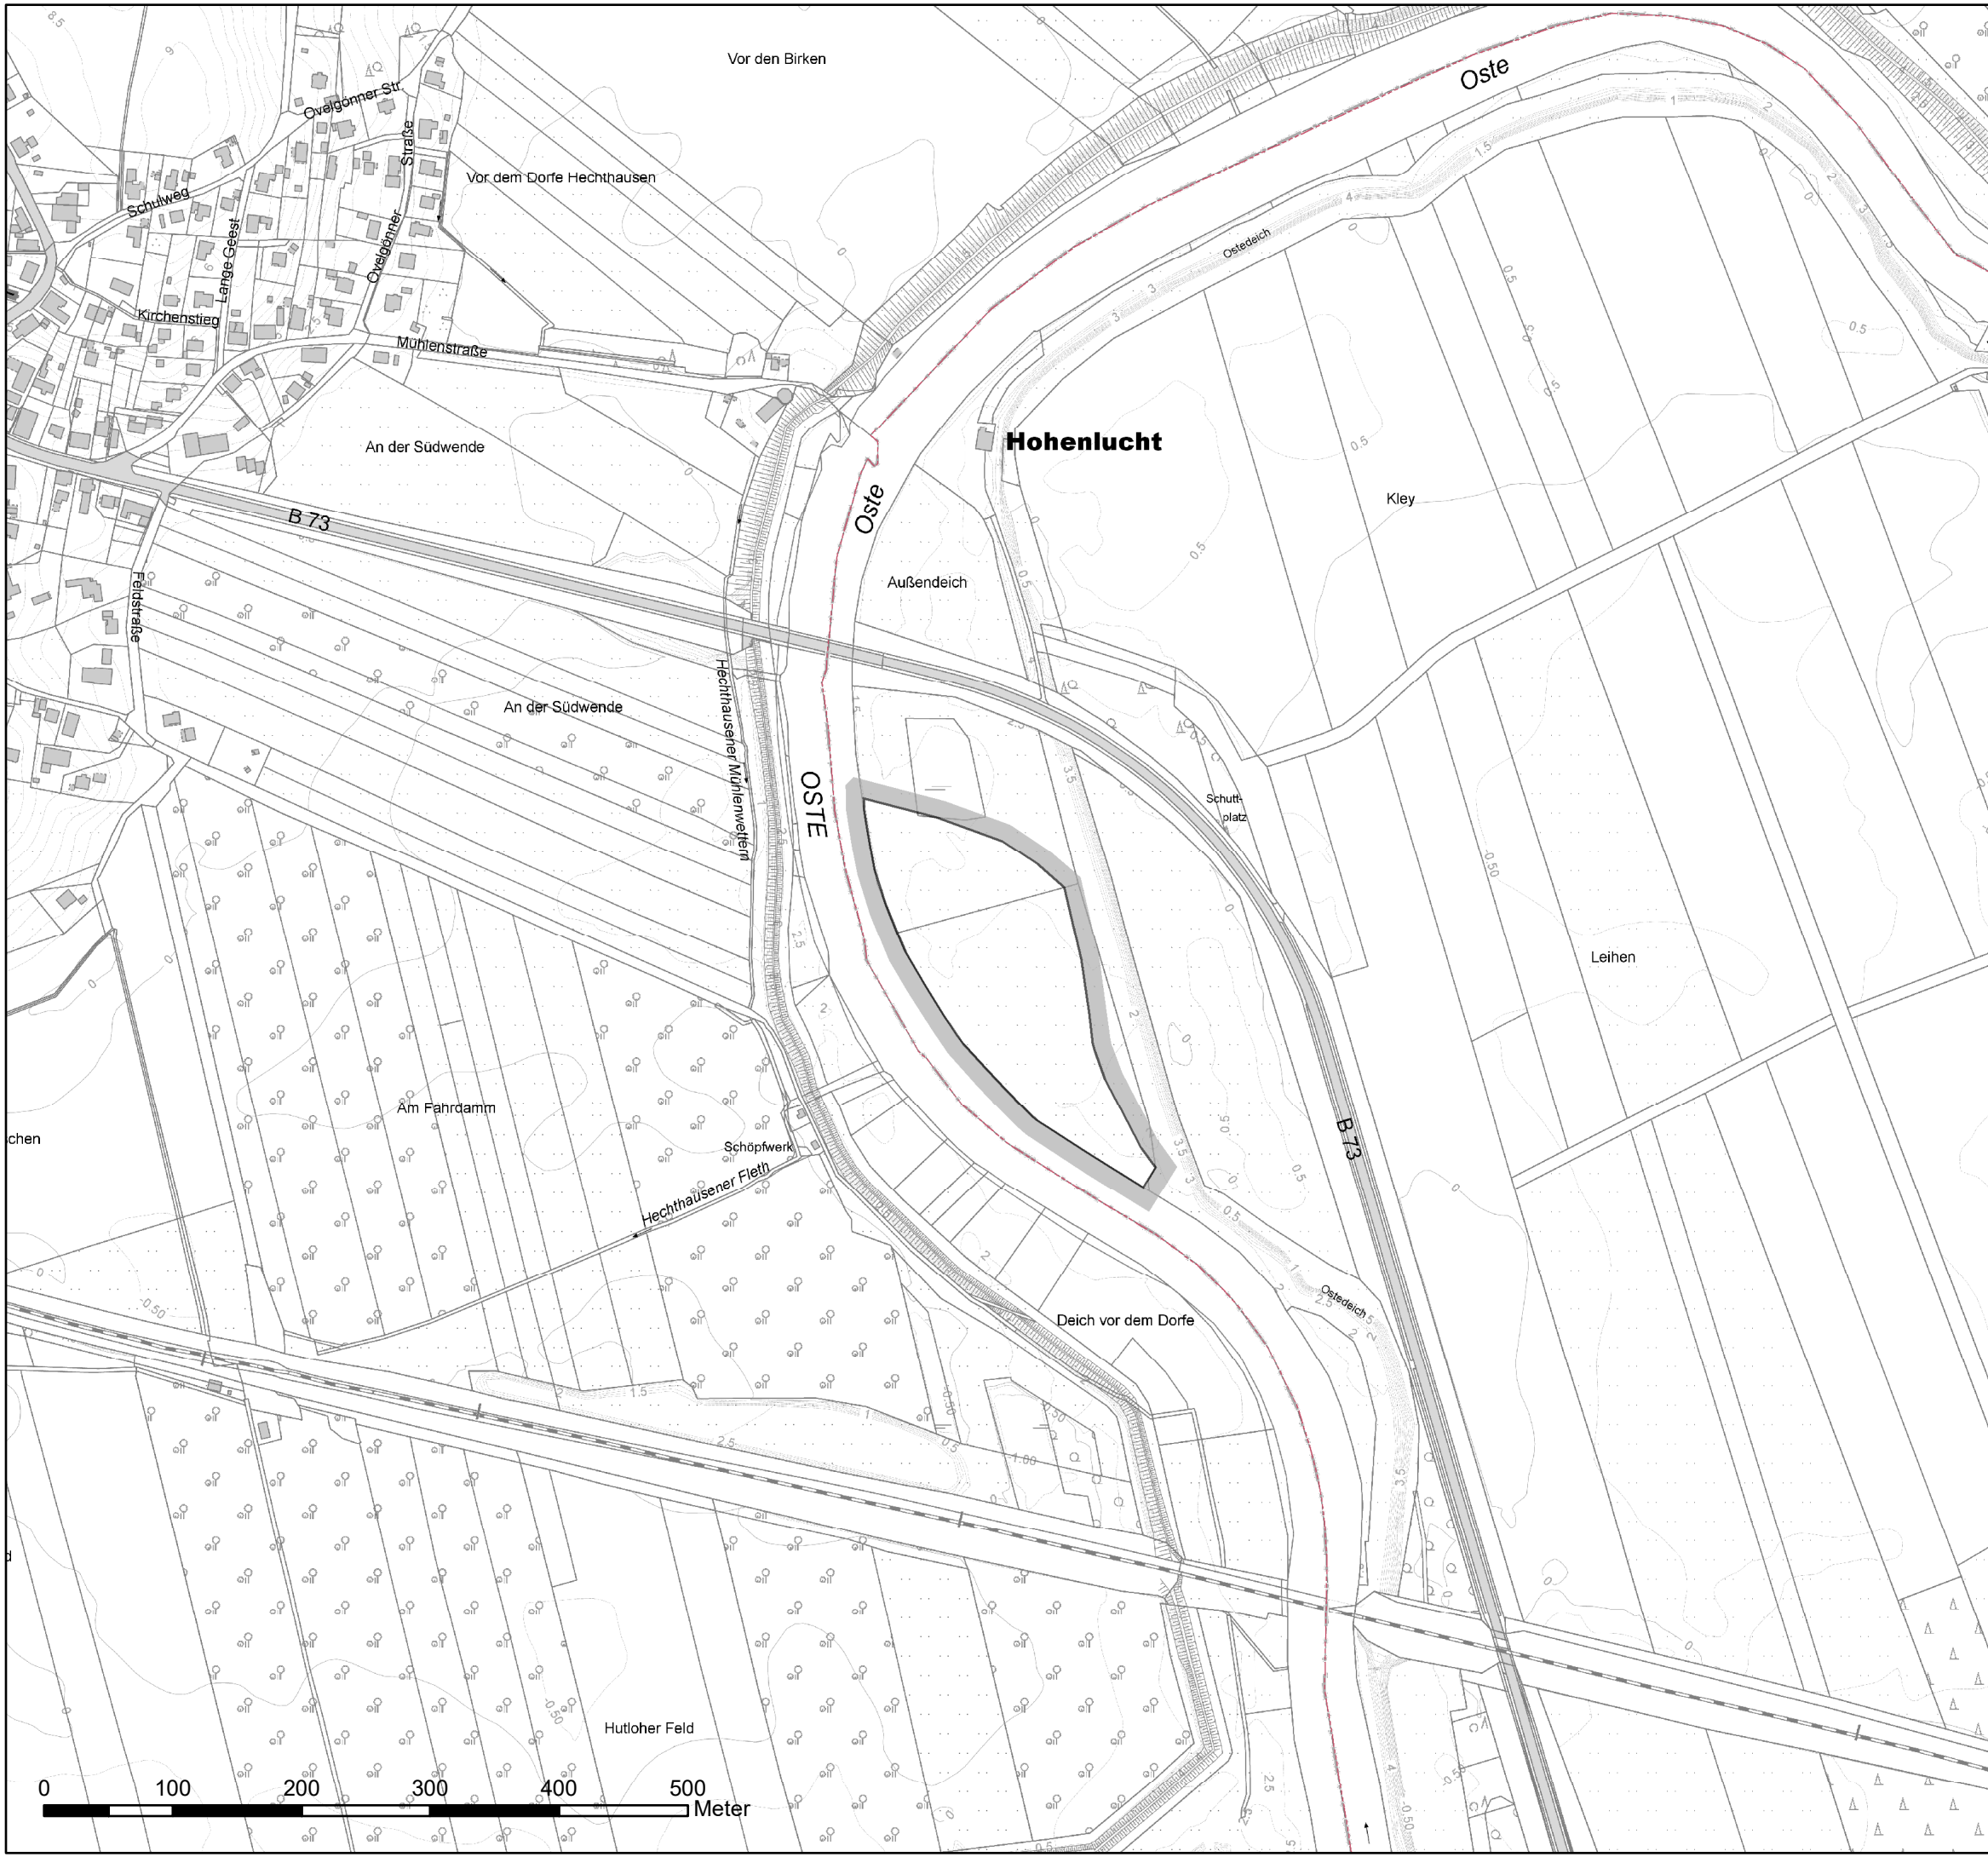 Vor den Birken
Oste
Ovelgönner Str.
Straße
Vor dem Dorfe Hechthausen
Schulweg
Lange Geest
Ovelgönner
Ostedeich
Kirchenstieg
Mühlenstraße
An der Südwende
Hohenlucht
Kley
B 73
Oste
Außendeich
Feldstraße
An der Südwende
Hechthausener Mühlenwettern
OSTE
Schutt-
platz
Leihen
Am Fahrdamm
schen
Schöpfwerk
Hechthausener Fleth
B 73
Ostedeich
Deich vor dem Dorfe
d
Hutloher Feld
0 100 200 300 400 500
Meter